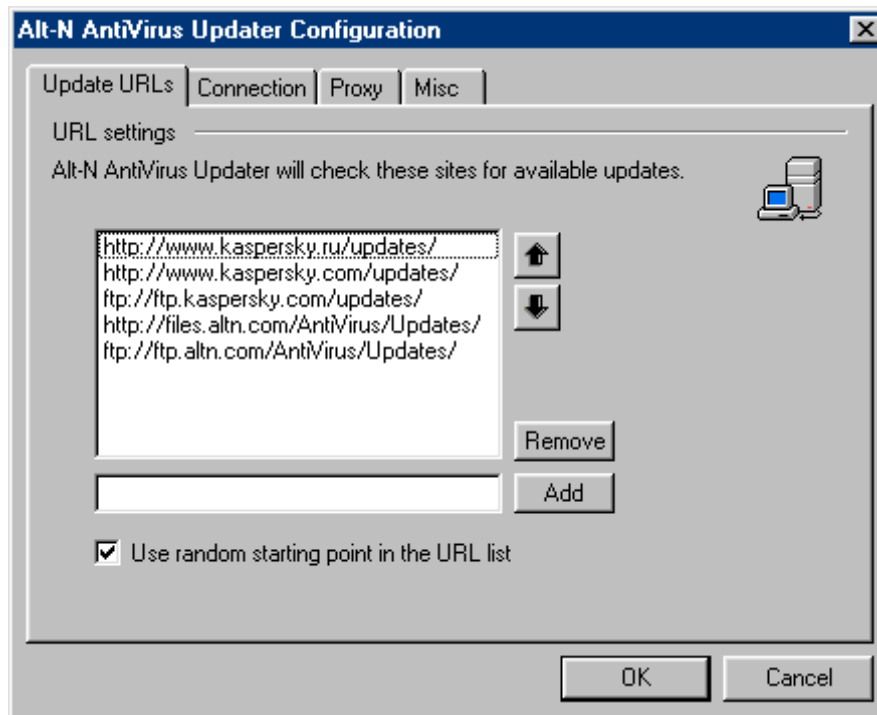 Alt-N AntiVirus Updater Configuration
Update URLs
Connection
Proxy
Misc
URL settings
Alt-N AntiVirus Updater will check these sites for available updates.
http://www.kaspersky.ru/updates/
http://www.kaspersky.com/updates/
ftp://ftp.kaspersky.com/updates/
http://files.altn.com/AntiVirus/Updates/
ftp://ftp.altn.com/AntiVirus/Updates/
Remove
Add
Use random starting point in the URL list
OK
Cancel